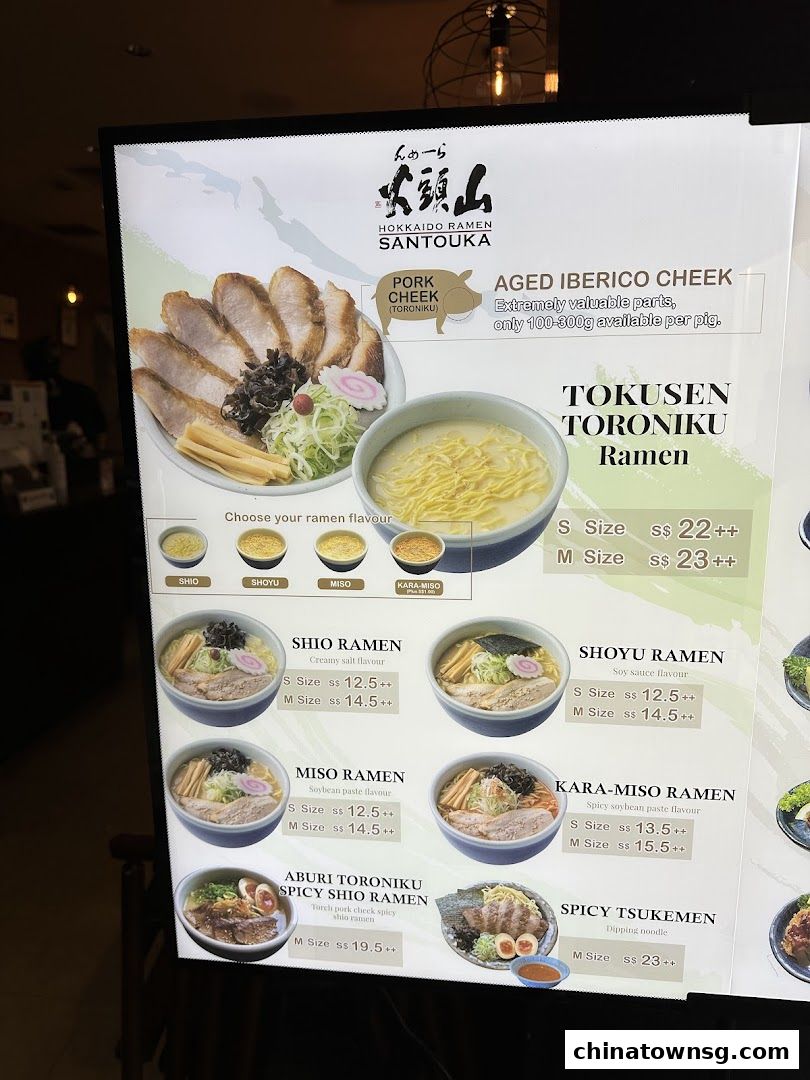 らーめん
山頭火
HOKKAIDO RAMEN
SANTOUKA
PORK
CHEEK
(TORONIKU)
AGED IBERICO CHEEK
Extremely valuable parts,
only 100-300g available per pig.
TOKUSEN
TORONIKU
Ramen
S Size S$ 22++
M Size S$ 23++
Choose your ramen flavour
SHIO
SHOYU
MISO
KARA-MISO
(Plus S$1.00)
SHIO RAMEN
Creamy salt flavour
S Size S$ 12.5++
M Size S$ 14.5++
SHOYU RAMEN
Soy sauce flavour
S Size S$ 12.5++
M Size S$ 14.5++
MISO RAMEN
Soybean paste flavour
S Size S$ 12.5++
M Size S$ 14.5++
KARA-MISO RAMEN
Spicy soybean paste flavour
S Size S$ 13.5++
M Size S$ 15.5++
ABURI TORONIKU
SPICY SHIO RAMEN
Torch pork cheek spicy
shio ramen
M Size S$ 19.5++
SPICY TSUKEMEN
Dipping noodle
M Size S$ 23++
chinatownsg.com